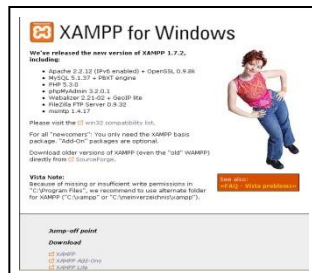 XAMPP for Windows
We've released the new version of XAMPP 1.7.2,
including:
Apache 2.2.12 (IPv6 enabled) + OpenSSL 0.9.8k
MySQL 5.1.37 + PBXT engine
PHP 5.3.0
phpMyAdmin 3.2.0.1
Webalizer 2.21-02 + GeoIP lite
FileZilla FTP Server 0.9.32
msmtp 1.4.17
Please visit the win32 compatibility list.
For all "newcomers": You only need the XAMPP basis
package. "Add-On" packages are optional.
Download older versions of XAMPP (even the "old" WAMPP)
directly from SourceForge.
See also:
»FAQ - Vista problems«
Vista Note:
Because of missing or insufficient write permissions in
"C:\Program Files", we recommend to use alternate folder
for XAMPP ("C:\xampp" or "C:\meinverzeichnis\xampp").
Jump-off point
Download
XAMPP
XAMPP Add-Ons
XAMPP Lite